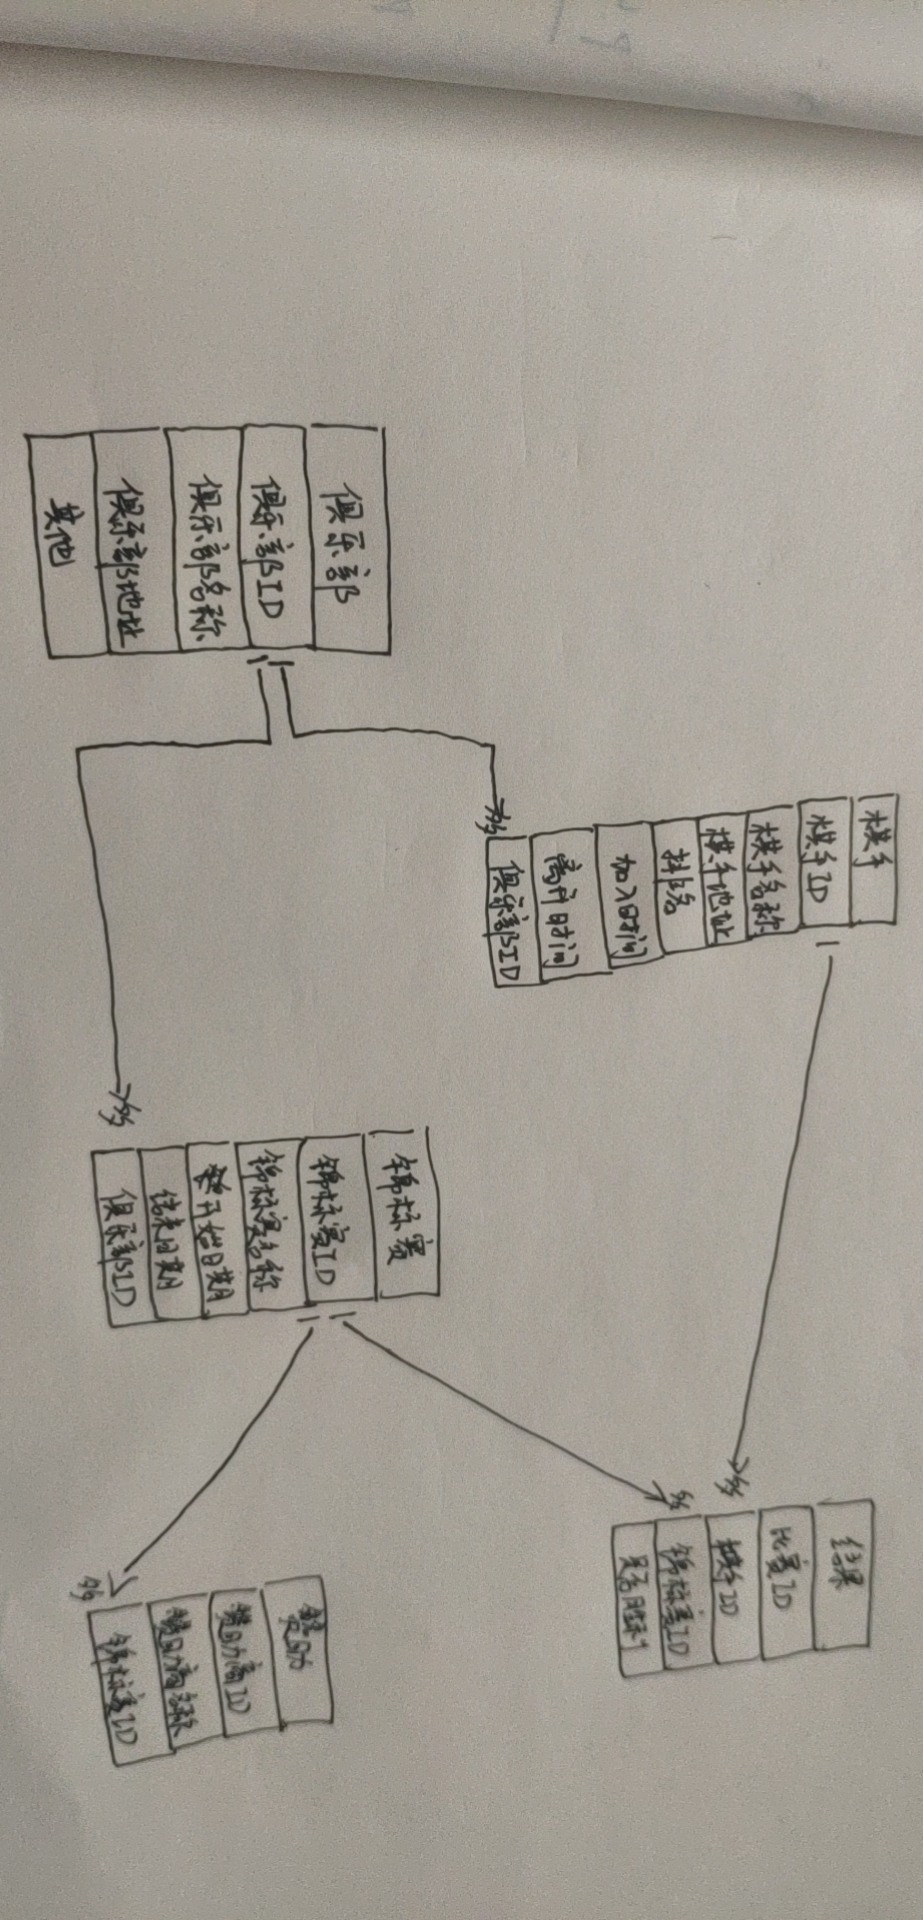 俱乐部
俱乐部ID
俱乐部名称
俱乐部地址
其他
棋手
棋手ID
棋手名称
棋手地址
排名
加入时间
离开时间
俱乐部ID
锦标赛
锦标赛ID
锦标赛名称
开始日期
结束日期
俱乐部ID
结果
比赛ID
棋手ID
锦标赛ID
是否胜利
赞助
赞助商ID
赞助商名称
锦标赛ID
1
1
多
多
1
1
1
多
多
多